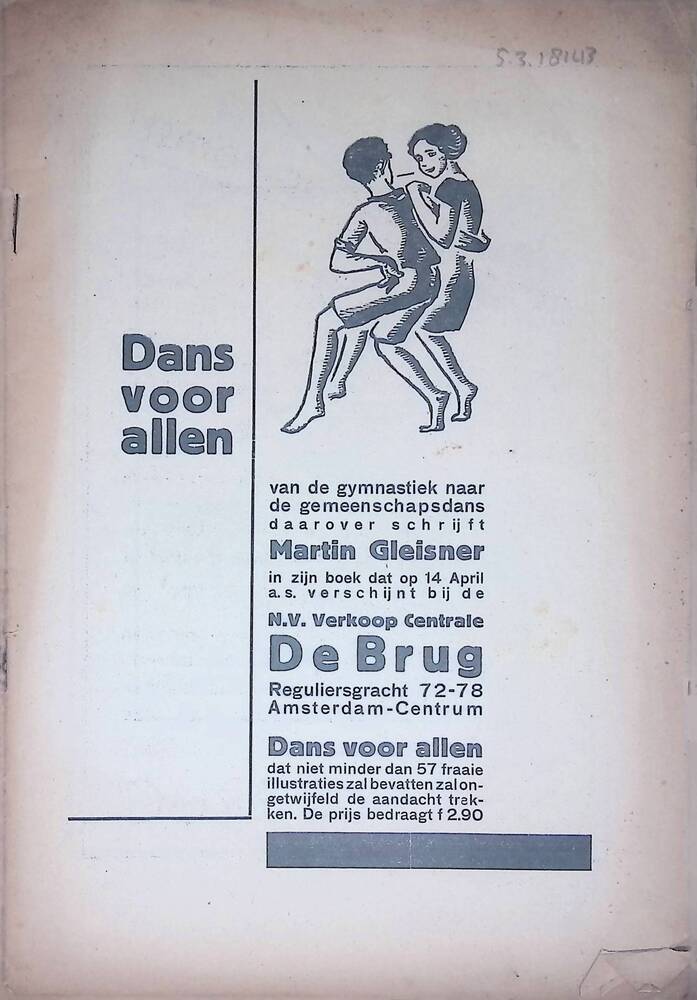 5.3.18143
Dans
voor
allen
van de gymnastiek naar
de gemeenschapsdans
daarover schrijft
Martin Gleisner
in zijn boek dat op 14 April
a.s. verschijnt bij de
N.V. Verkoop Centrale
De Brug
Reguliersgracht 72-78
Amsterdam-Centrum
Dans voor allen
dat niet minder dan 57 fraaie
illustraties zal bevatten zal on-
getwijfeld de aandacht trek-
ken. De prijs bedraagt f 2.90